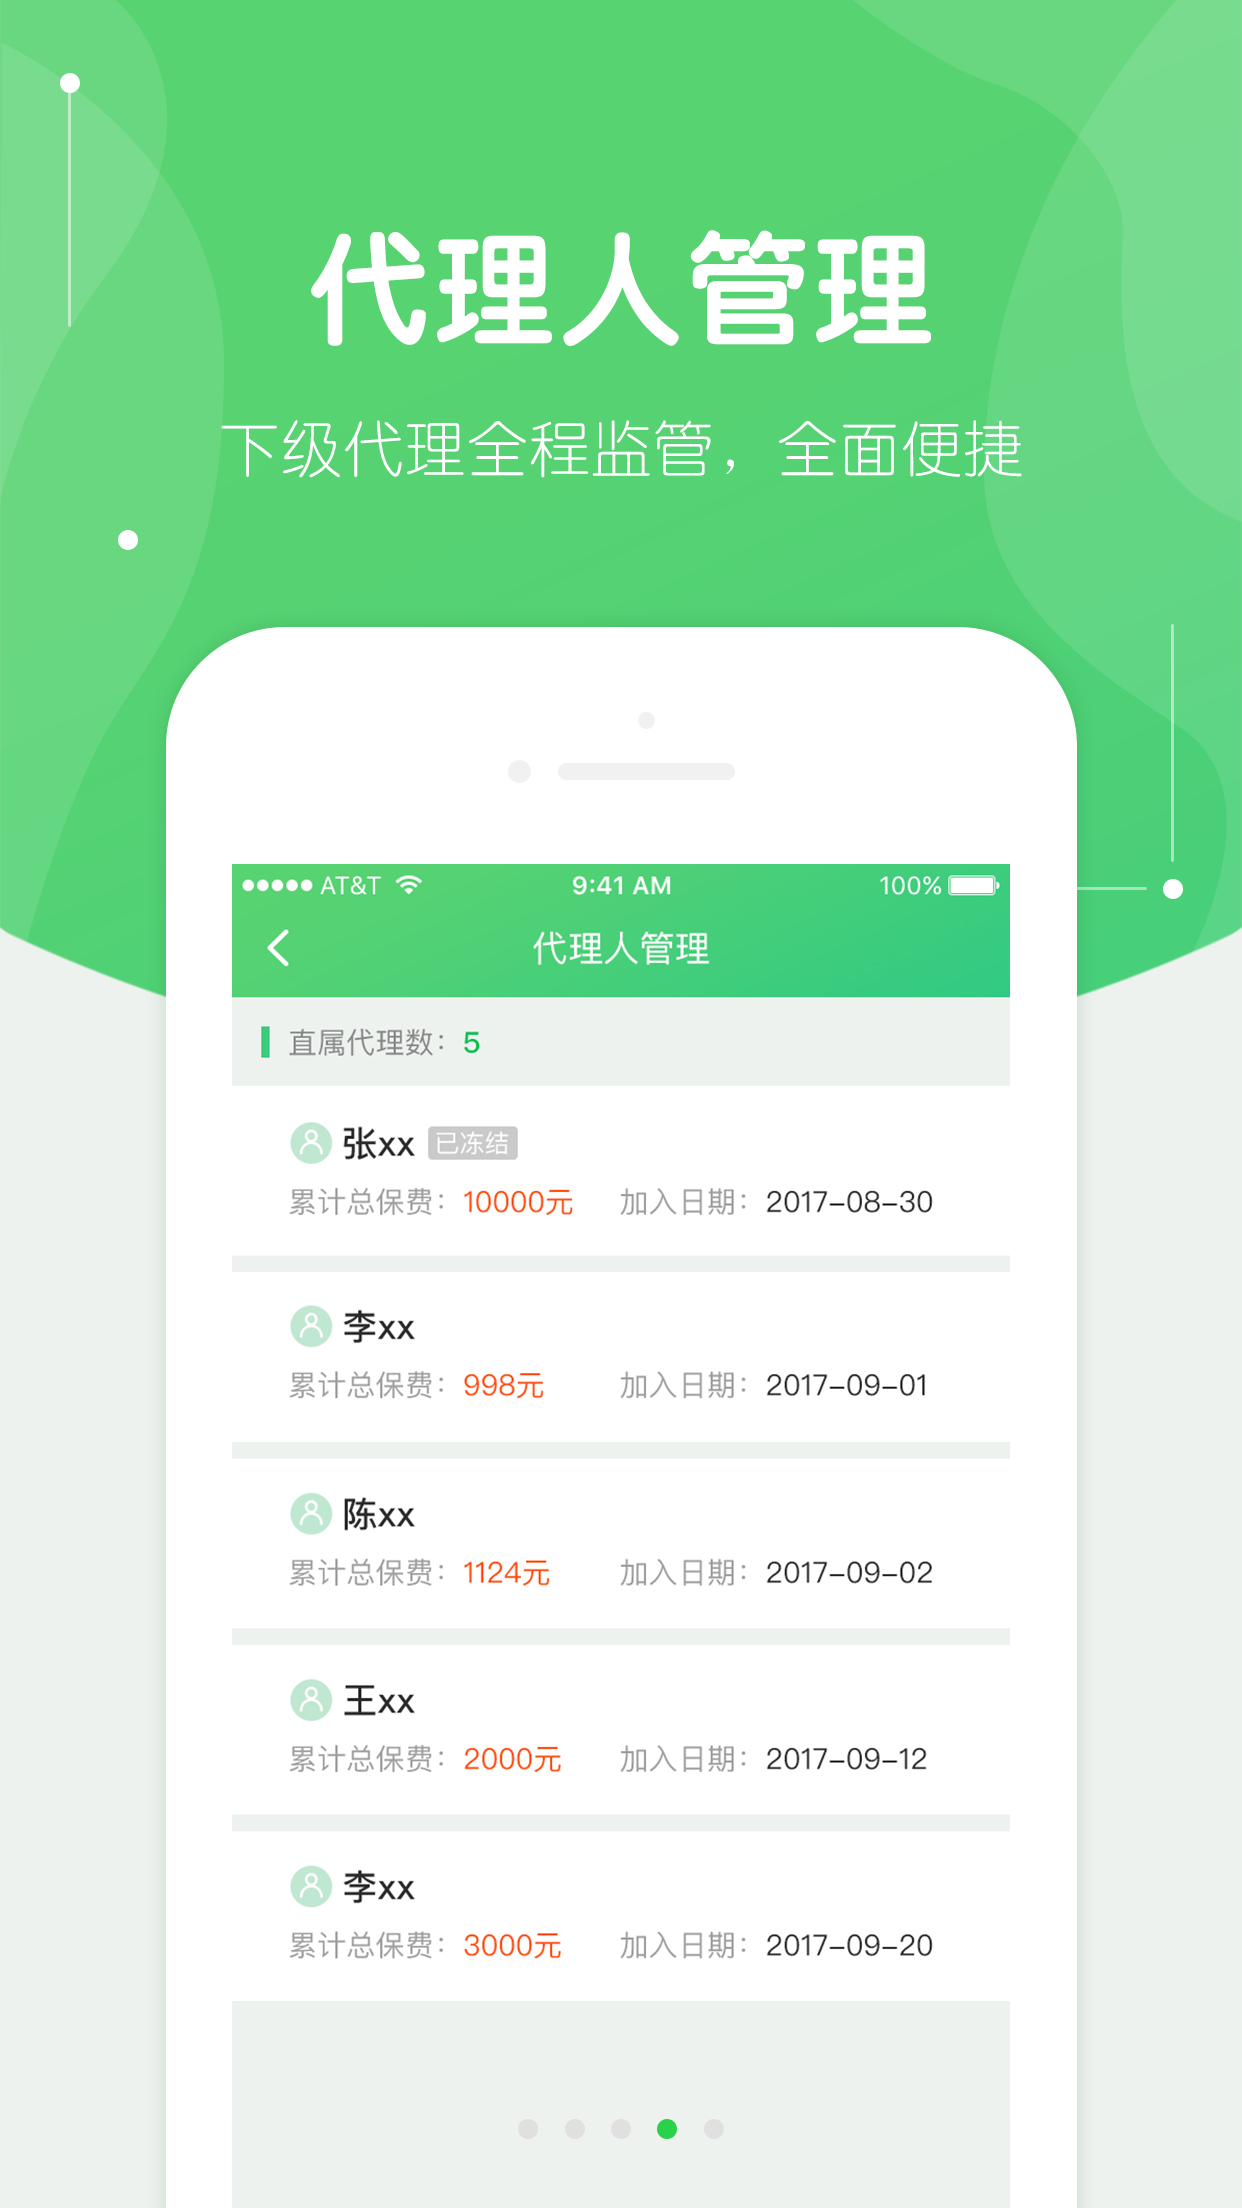 代理人管理
下级代理全程监管，全面便捷
AT&T 9:41 AM 100%
代理人管理
直属代理数：5
张xx 已冻结
累计总保费：10000元 加入日期：2017-08-30
李xx
累计总保费：998元 加入日期：2017-09-01
陈xx
累计总保费：1124元 加入日期：2017-09-02
王xx
累计总保费：2000元 加入日期：2017-09-12
李xx
累计总保费：3000元 加入日期：2017-09-20